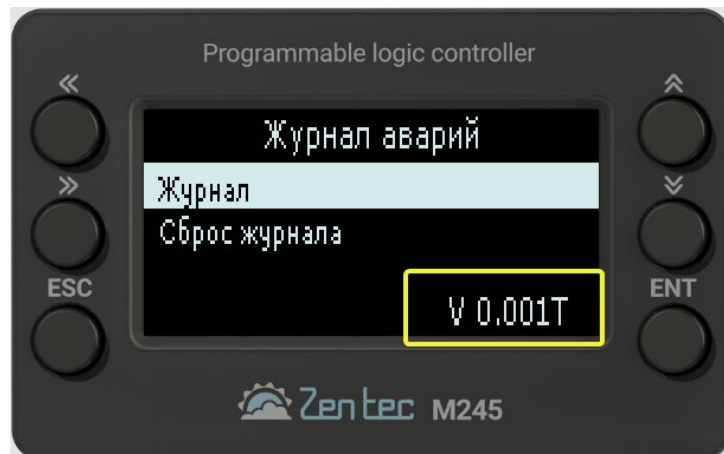 Programmable logic controller
«
Журнал аварий
Журнал
»
Сброс журнала
ESC
ENT
V 0.001T
Zentec M245